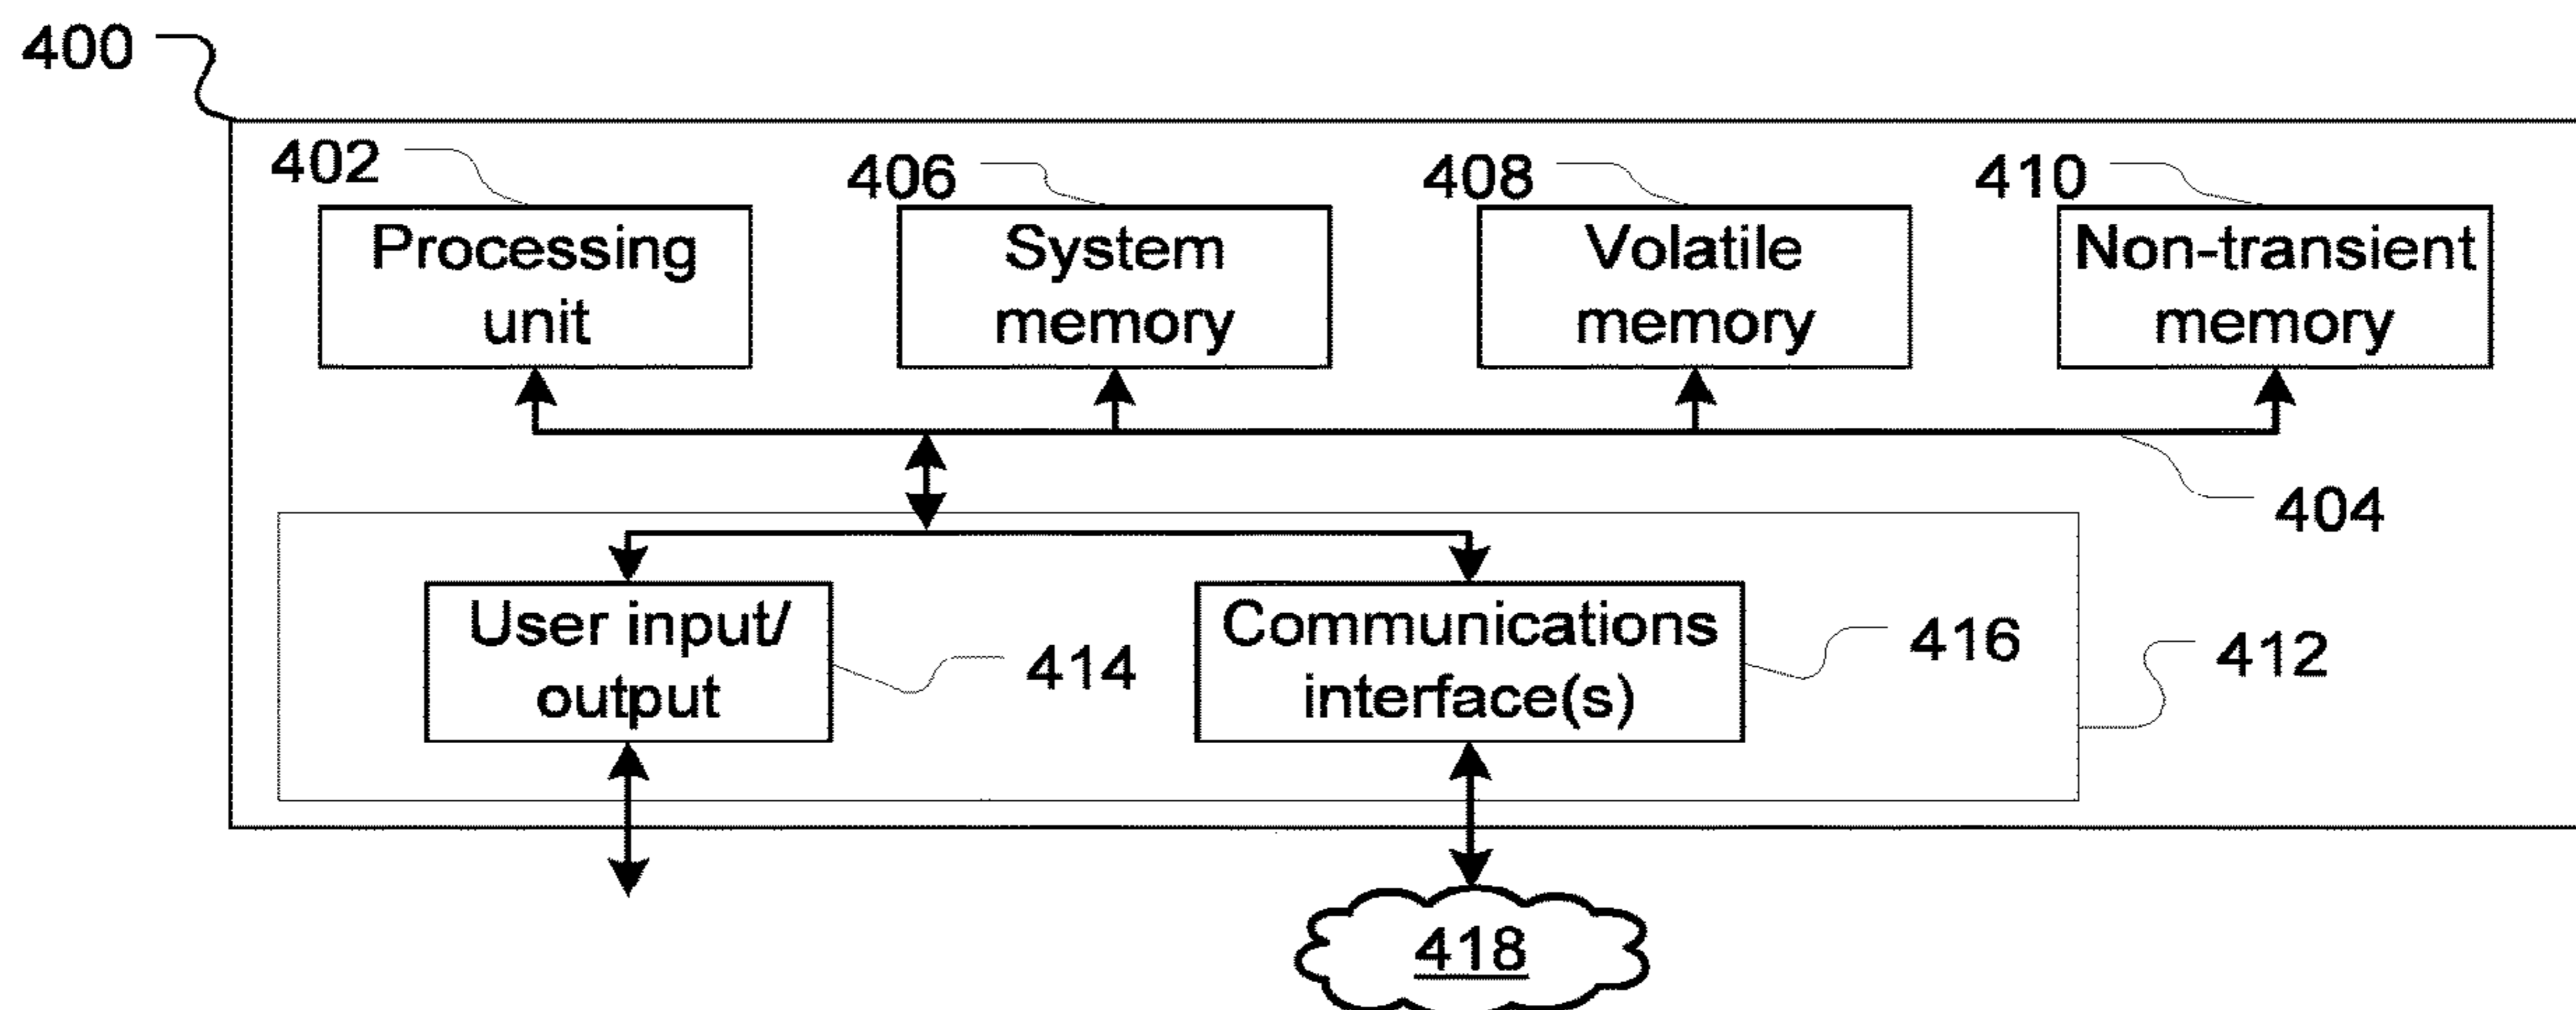 400
402
406
408
410
Processing
unit
System
memory
Volatile
memory
Non-transient
memory
404
User input/
output
414
Communications
interface(s)
416
412
418